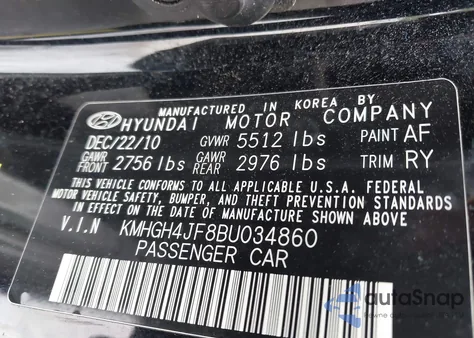 MANUFACTURED IN KOREA BY
HYUNDAI MOTOR COMPANY
DEC/22/10 GVWR 5512 lbs PAINT AF
GAWR FRONT 2756 lbs GAWR REAR 2976 lbs TRIM RY
THIS VEHICLE CONFORMS TO ALL APPLICABLE U.S.A. FEDERAL
MOTOR VEHICLE SAFETY, BUMPER, AND THEFT PREVENTION STANDARDS
IN EFFECT ON THE DATE OF MANUFACTURE SHOWN ABOVE.
V.I.N KMHGH4JF8BU034860
PASSENGER CAR
autoSnap